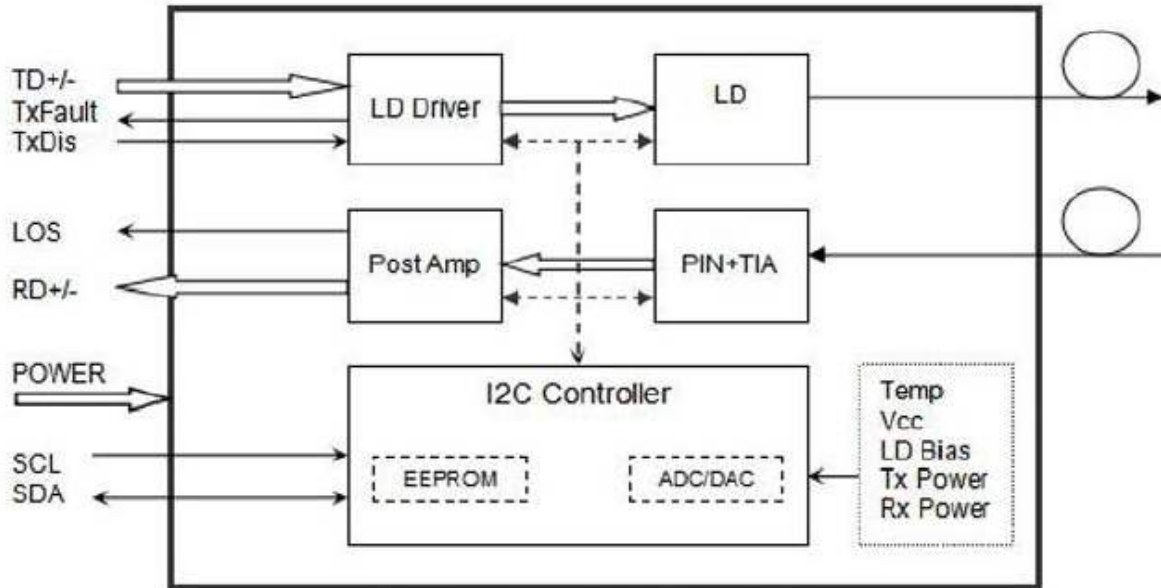 TD+/-
TxFault
TxDis
LD Driver
LD
LOS
RD+/-
Post Amp
PIN+TIA
POWER
SCL
SDA
I2C Controller
EEPROM
ADC/DAC
Temp
Vcc
LD Bias
Tx Power
Rx Power